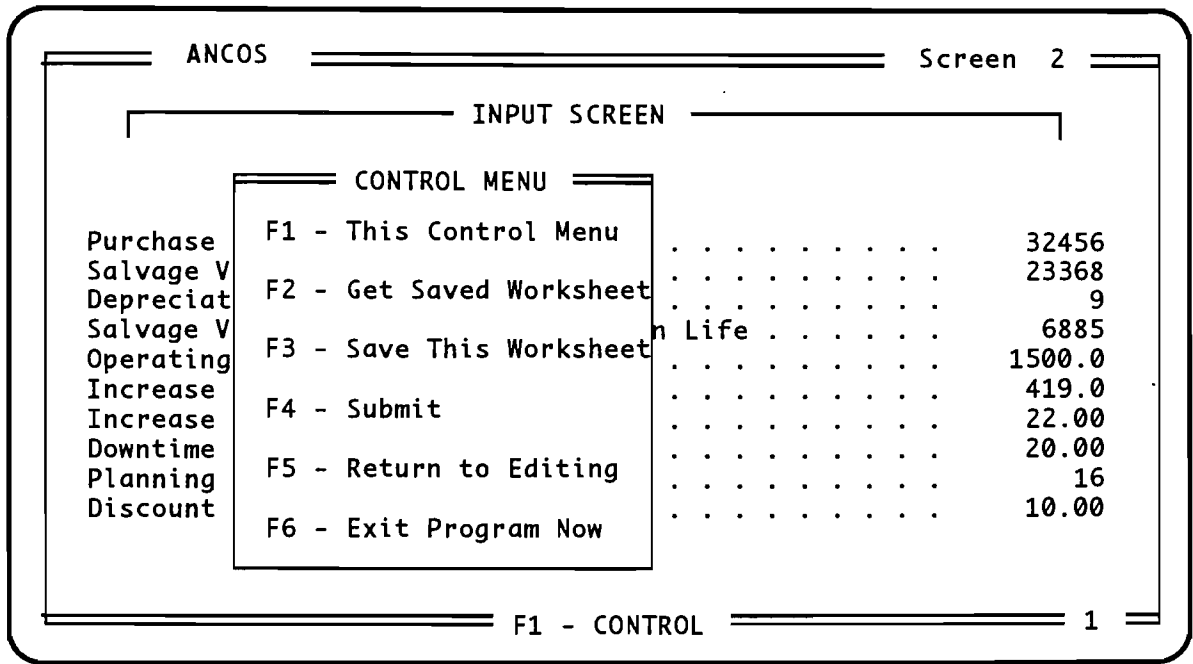 ANCOS Screen 2
INPUT SCREEN
CONTROL MENU
F1 - This Control Menu
Purchase . . . . . . . . . 32456
Salvage V . . . . . . . . . 23368
F2 - Get Saved Worksheet
Depreciat . . . . . . . . . 9
Salvage V n Life . . . . . . 6885
F3 - Save This Worksheet
Operating . . . . . . . . . 1500.0
Increase . . . . . . . . . 419.0
F4 - Submit
Increase . . . . . . . . . 22.00
Downtime . . . . . . . . . 20.00
F5 - Return to Editing
Planning . . . . . . . . . 16
Discount . . . . . . . . . 10.00
F6 - Exit Program Now
F1 - CONTROL 1